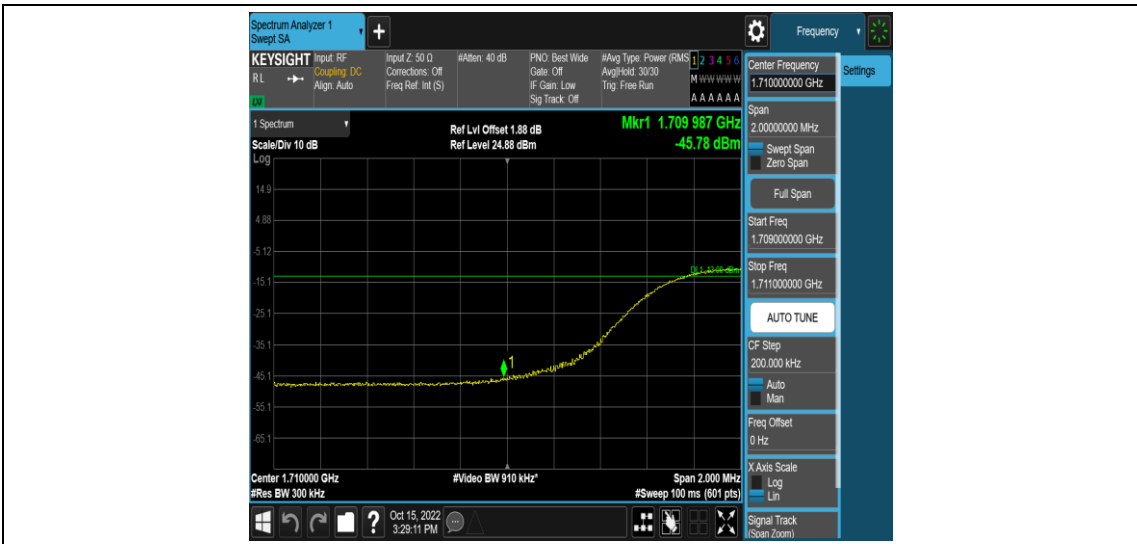 Spectrum Analyzer 1
Swept SA
+
Frequency
KEYSIGHT
RL
LXI
Input: RF
Coupling: DC
Align: Auto
Input Z: 50 Ω
Corrections: Off
Freq Ref: Int (S)
#Atten: 40 dB
PNO: Best Wide
Gate: Off
IF Gain: Low
Sig Track: Off
#Avg Type: Power (RMS
Avg|Hold: 30/30
Trig: Free Run
1 2 3 4 5 6
M W W W W W
A A A A A A
1 Spectrum
Scale/Div 10 dB
Log
Ref Lvl Offset 1.88 dB
Ref Level 24.88 dBm
Mkr1 1.709 987 GHz
-45.78 dBm
14.9
4.88
-5.12
-15.1
-25.1
-35.1
-45.1
-55.1
-65.1
DL1 -13.00 dBm
1
Center 1.710000 GHz
#Res BW 300 kHz
#Video BW 910 kHz*
Span 2.000 MHz
#Sweep 100 ms (601 pts)
?
Oct 15, 2022
3:29:11 PM
Center Frequency
1.710000000 GHz
Settings
Span
2.00000000 MHz
Swept Span
Zero Span
Full Span
Start Freq
1.709000000 GHz
Stop Freq
1.711000000 GHz
AUTO TUNE
CF Step
200.000 kHz
Auto
Man
Freq Offset
0 Hz
X Axis Scale
Log
Lin
Signal Track
(Span Zoom)